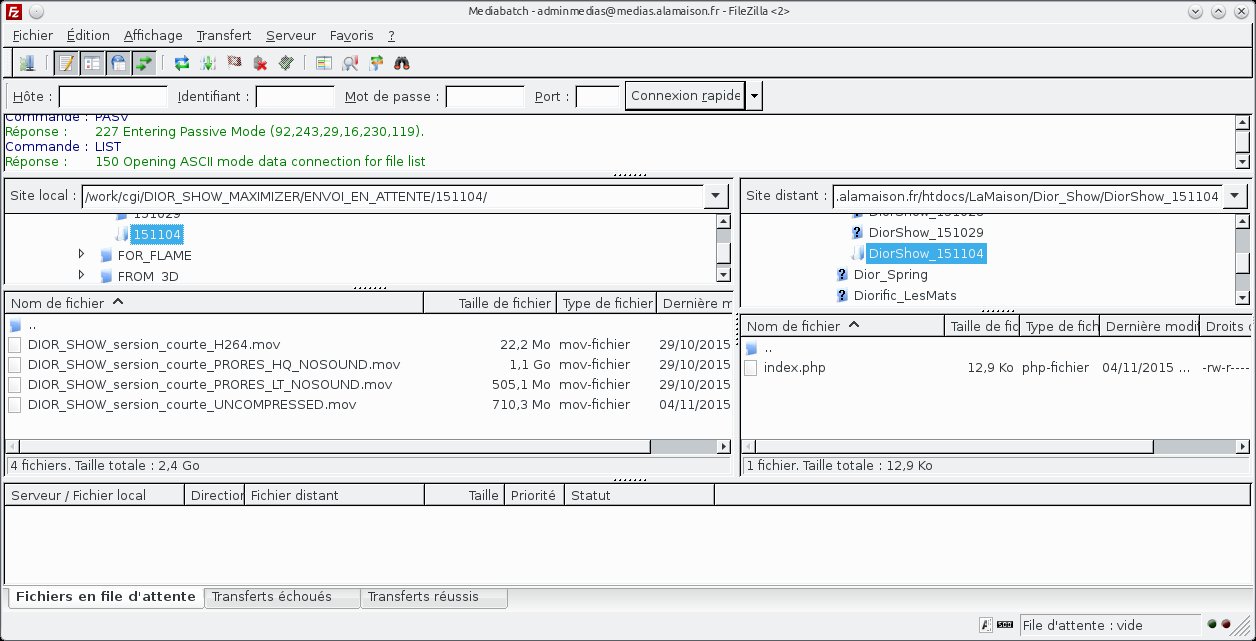 Mediabatch - adminmedias@medias.alamaison.fr - FileZilla <2>
Fichier Édition Affichage Transfert Serveur Favoris ?
Hôte : Identifiant : Mot de passe : Port : Connexion rapide
Commande : PASV
Réponse : 227 Entering Passive Mode (92,243,29,16,230,119).
Commande : LIST
Réponse : 150 Opening ASCII mode data connection for file list
Site local : /work/cgi/DIOR_SHOW_MAXIMIZER/ENVOI_EN_ATTENTE/151104/
151029
151104
FOR_FLAME
FROM_3D
Nom de fichier Taille de fichier Type de fichier Dernière m
..
DIOR_SHOW_sersion_courte_H264.mov 22,2 Mo mov-fichier 29/10/2015
DIOR_SHOW_sersion_courte_PRORES_HQ_NOSOUND.mov 1,1 Go mov-fichier 29/10/2015
DIOR_SHOW_sersion_courte_PRORES_LT_NOSOUND.mov 505,1 Mo mov-fichier 29/10/2015
DIOR_SHOW_sersion_courte_UNCOMPRESSED.mov 710,3 Mo mov-fichier 04/11/2015
4 fichiers. Taille totale : 2,4 Go
Site distant : .alamaison.fr/htdocs/LaMaison/Dior_Show/DiorShow_151104
DiorShow_151029
DiorShow_151104
Dior_Spring
Diorific_LesMats
Nom de fichier Taille de fic Type de fich Dernière modi Droits
..
index.php 12,9 Ko php-fichier 04/11/2015 ... -rw-r----
1 fichier. Taille totale : 12,9 Ko
Serveur / Fichier local Direction Fichier distant Taille Priorité Statut
Fichiers en file d'attente Transferts échoués Transferts réussis
File d'attente : vide